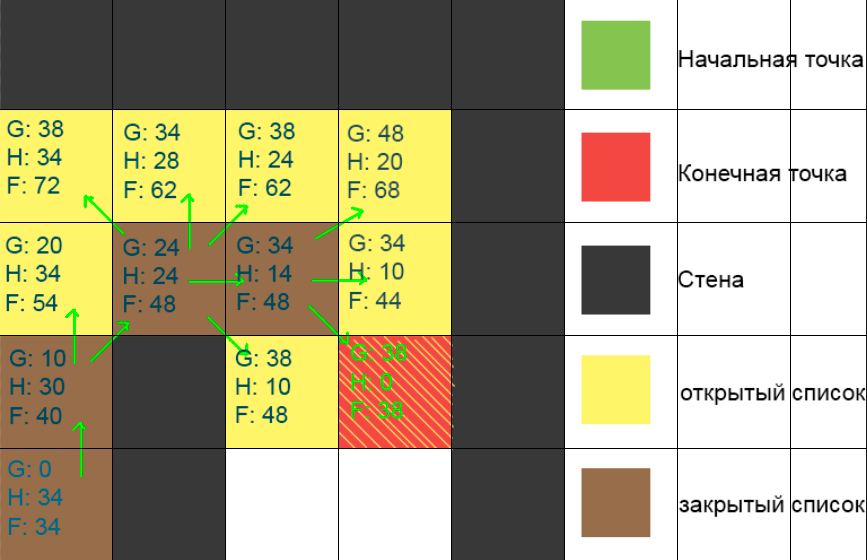 Начальная точка
G: 38
H: 34
F: 72
G: 34
H: 28
F: 62
G: 38
H: 24
F: 62
G: 48
H: 20
F: 68
Конечная точка
G: 20
H: 34
F: 54
G: 24
H: 24
F: 48
G: 34
H: 14
F: 48
G: 34
H: 10
F: 44
Стена
G: 10
H: 30
F: 40
G: 38
H: 10
F: 48
G: 38
H: 0
F: 38
открытый список
G: 0
H: 34
F: 34
закрытый список